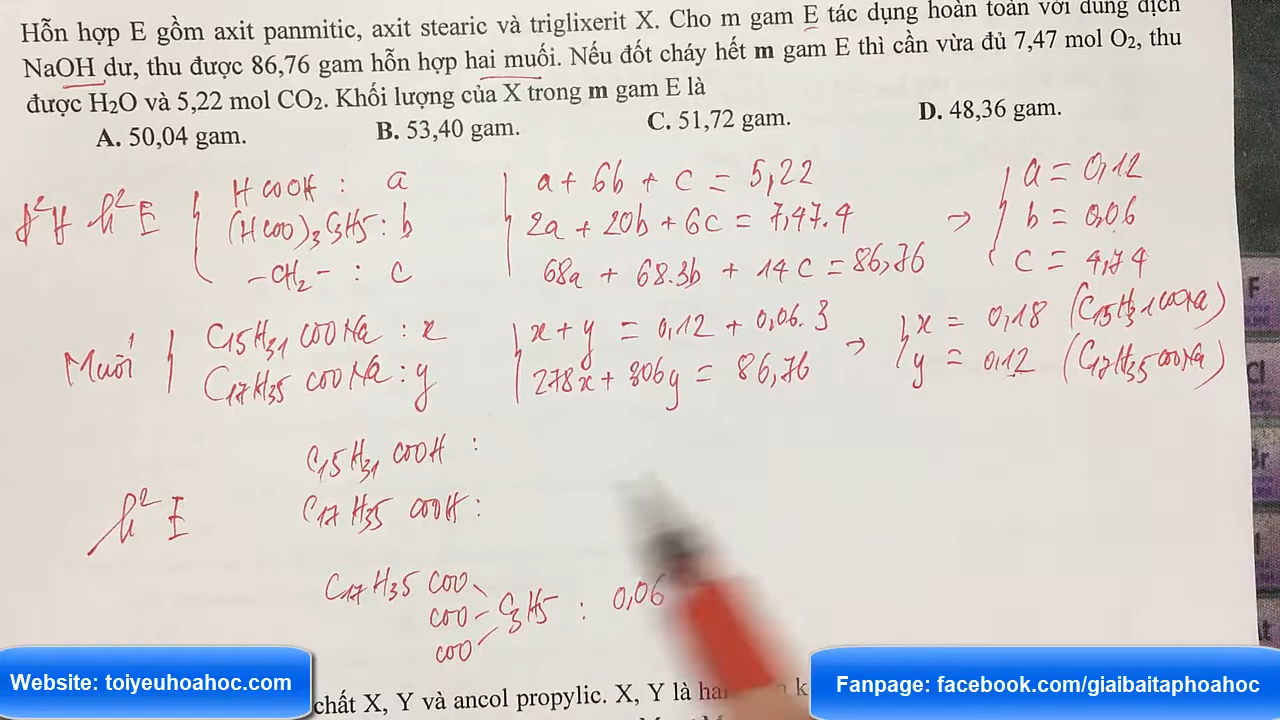 Hỗn hợp E gồm axit panmitic, axit stearic và triglixerit X. Cho m gam E tác dụng hoàn toàn với dung dịch
NaOH dư, thu được 86,76 gam hỗn hợp hai muối. Nếu đốt cháy hết m gam E thì cần vừa đủ 7,47 mol O2, thu
được H2O và 5,22 mol CO2. Khối lượng của X trong m gam E là
A. 50,04 gam. B. 53,40 gam. C. 51,72 gam. D. 48,36 gam.
HCOOH : a
(HCOO)3C3H5 : b
-CH2- : c
a + 6b + c = 5,22
2a + 20b + 6c = 7,47.4
68a + 68.3b + 14c = 86,76
→
a = 0,12
b = 0,06
c = 4,74
Muối
C15H31COONa : x
C17H35COONa : y
x + y = 0,12 + 0,06.3
278x + 306y = 86,76
→
x = 0,18 (C15H31COONa)
y = 0,12 (C17H35COONa)
h2 E
C15H31COOH :
C17H35COOH :
C17H35COO
COO - C3H5 : 0,06
COO
Website: toiyeuhoahoc.com
chất X, Y và ancol propylic. X, Y là
Fanpage: facebook.com/giaibaitaphoahoc